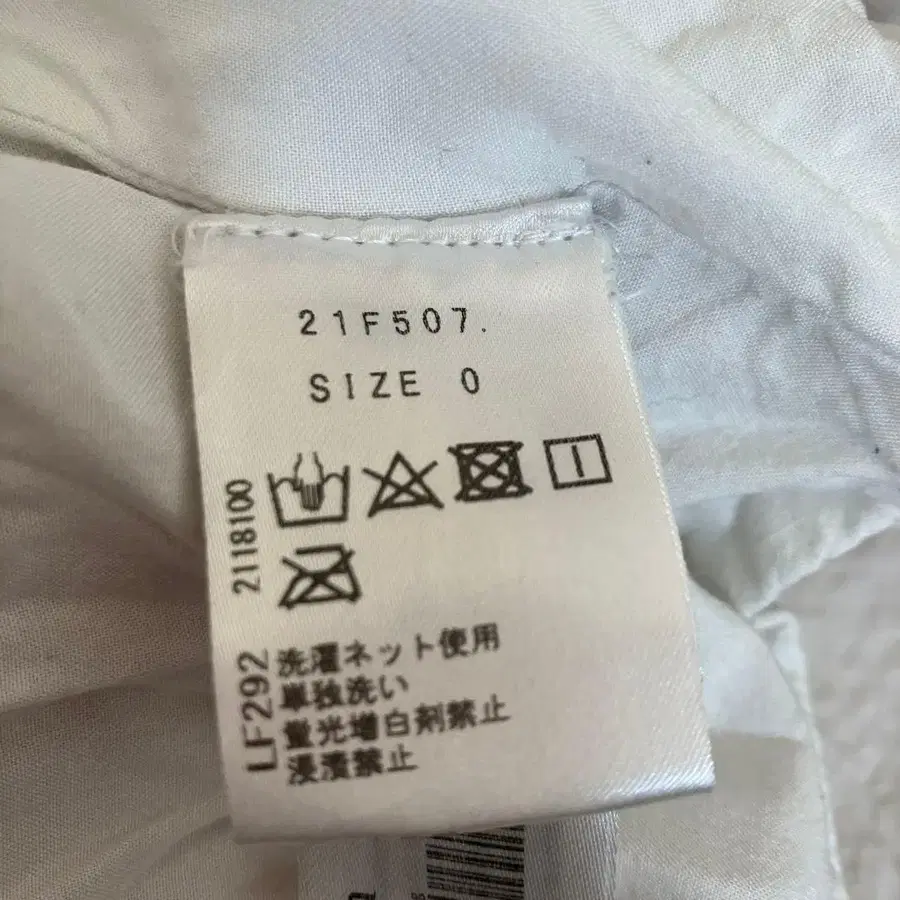 21F507.
SIZE 0
2118100
LF292
洗濯ネット使用
単独洗い
蛍光増白剤禁止
浸漬禁止